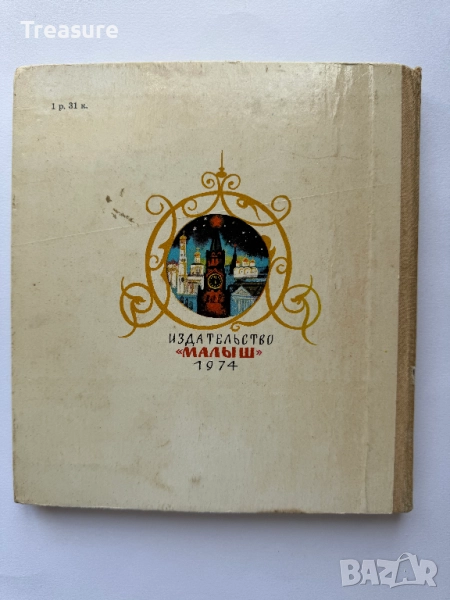 Treasure
1 р. 31 к.
ИЗДАТЕЛЬСТВО
«МАЛЫШ»
1974
BAZAR